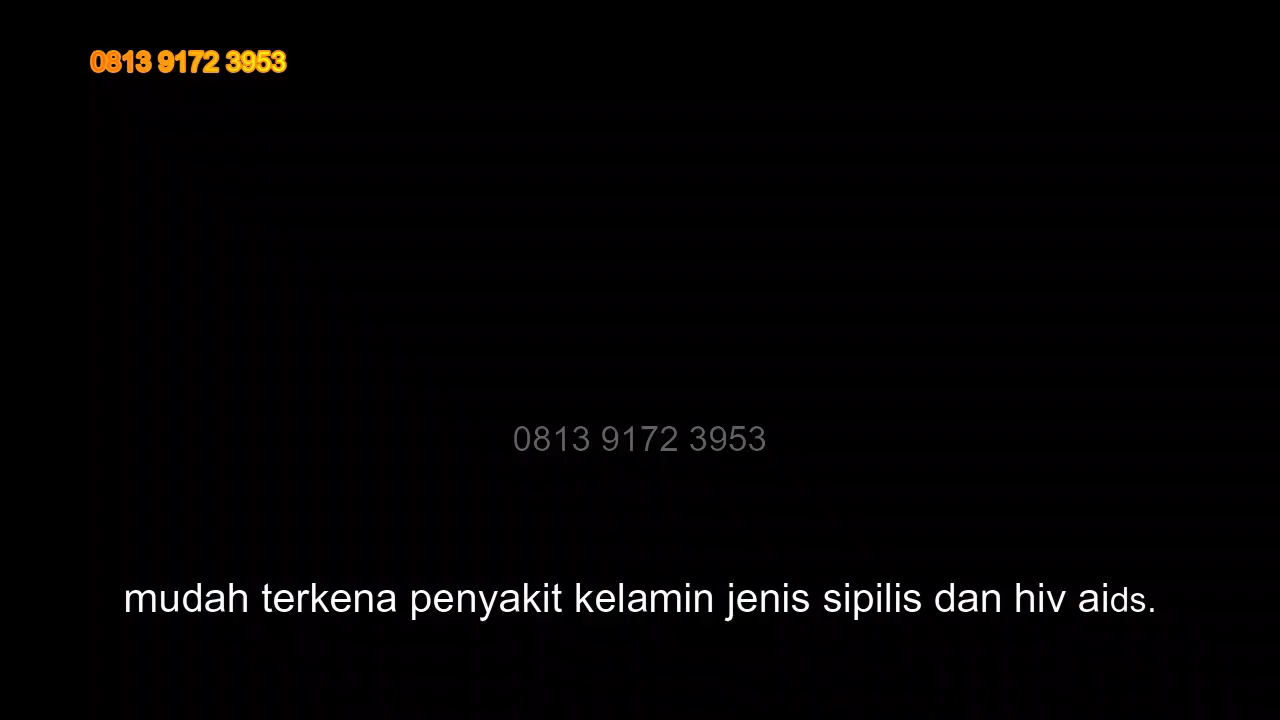 0813 9172 3953
0813 9172 3953
mudah terkena penyakit kelamin jenis sipilis dan hiv aids.